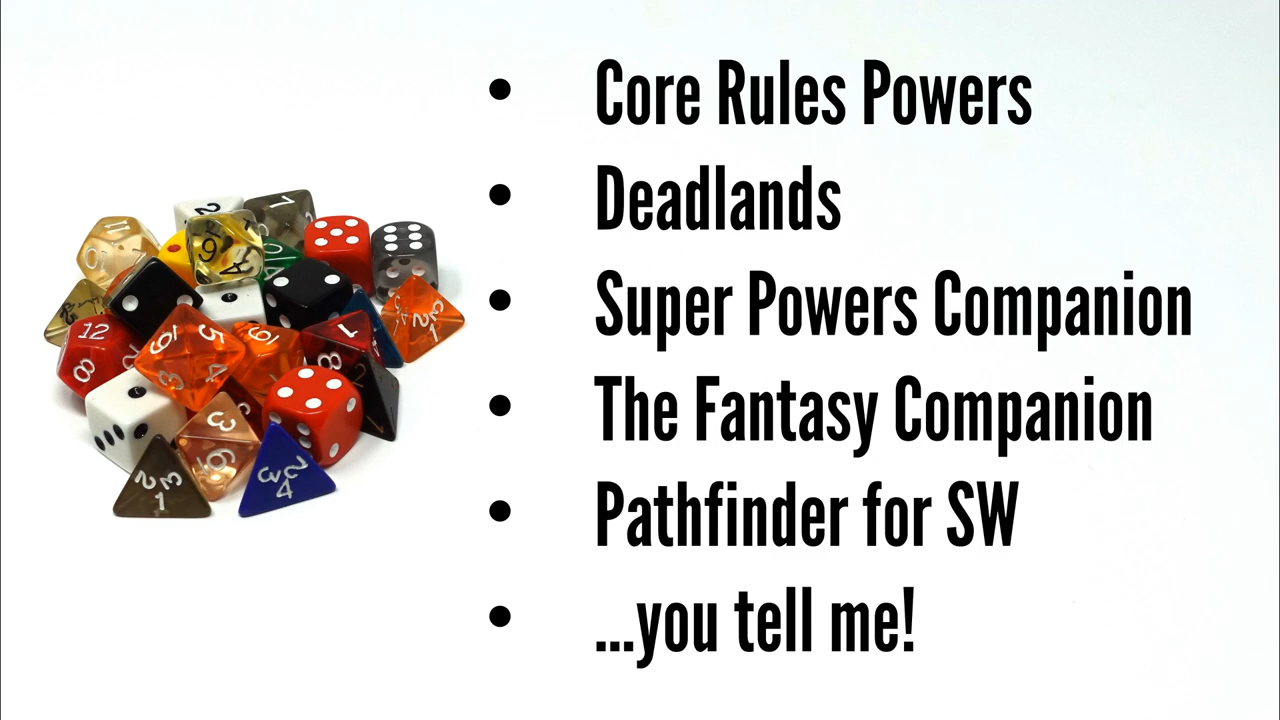 • Core Rules Powers
• Deadlands
• Super Powers Companion
• The Fantasy Companion
• Pathfinder for SW
• ...you tell me!